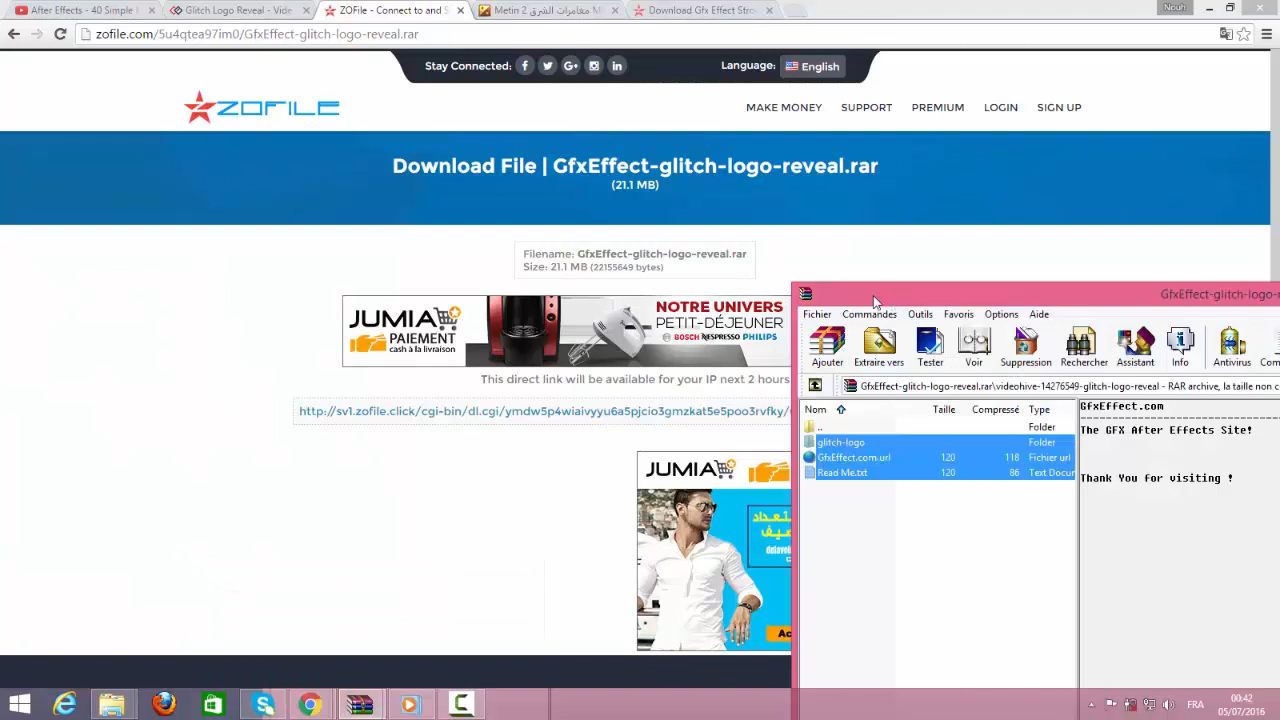 After Effects - 40 Simple
Glitch Logo Reveal - Vide
ZOFile - Connect to and S
Metin 2 مغامرات الشرق
Download Gfx Effect Stro
Nouh
zofile.com/5u4qtea97im0/GfxEffect-glitch-logo-reveal.rar
Stay Connected:
Language:
English
ZOFILE
MAKE MONEY
SUPPORT
PREMIUM
LOGIN
SIGN UP
Download File | GfxEffect-glitch-logo-reveal.rar
(21.1 MB)
Filename: GfxEffect-glitch-logo-reveal.rar
Size: 21.1 MB (22155649 bytes)
JUMIA
PAIEMENT
cash à la livraison
NOTRE UNIVERS
PETIT-DÉJEUNER
BOSCH NESPRESSO PHILIPS
This direct link will be available for your IP next 2 hours
http://sv1.zofile.click/cgi-bin/dl.cgi/ymdw5p4wiaivyyu6a5pjcio3gmzkat5e5poo3rvfky/
JUMIA
GfxEffect-glitch-logo-r
Fichier
Commandes
Outils
Favoris
Options
Aide
Ajouter
Extraire vers
Tester
Voir
Suppression
Rechercher
Assistant
Info
Antivirus
Com
GfxEffect-glitch-logo-reveal.rar\videohive-14276549-glitch-logo-reveal - RAR archive, la taille non c
Nom
Taille
Compressé
Type
..
Folder
glitch-logo
Folder
GfxEffect.com.url
120
118
Fichier url
Read Me.txt
120
86
Text Docur
GfxEffect.com
The GFX After Effects Site!
Thank You for visiting !
FRA
00:42
05/07/2016